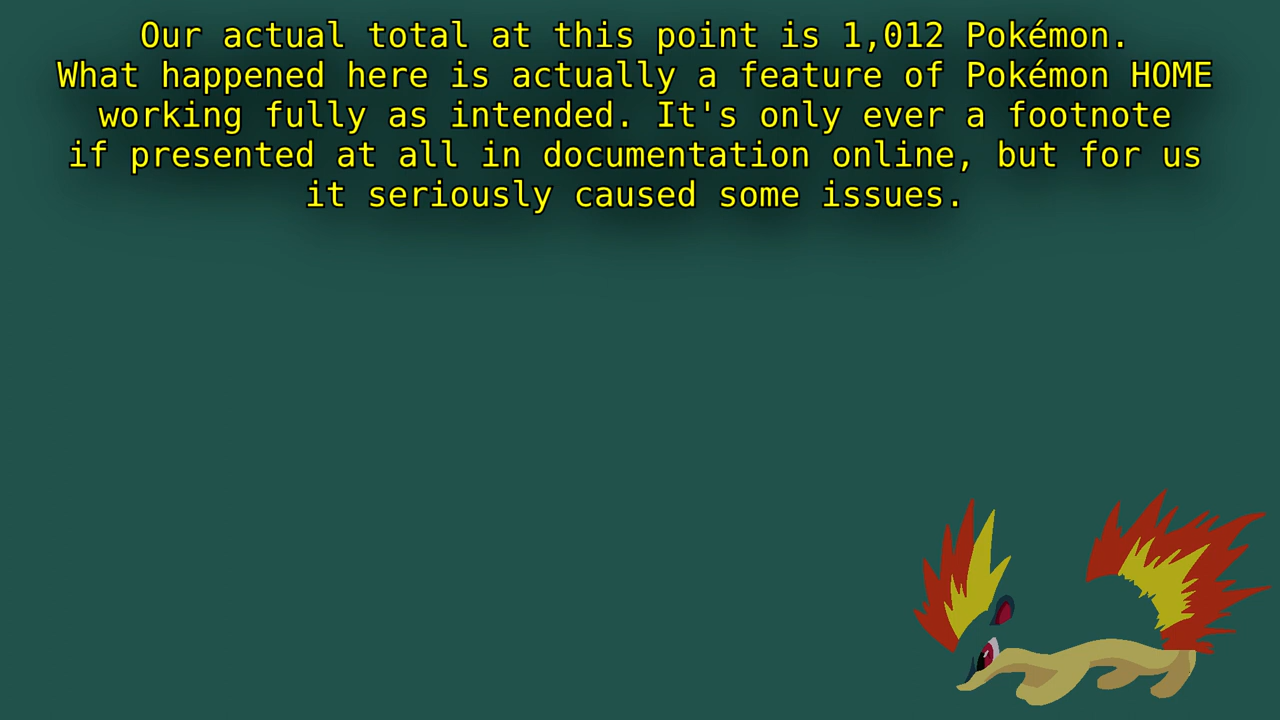 Our actual total at this point is 1,012 Pokémon.
What happened here is actually a feature of Pokémon HOME
working fully as intended. It's only ever a footnote
if presented at all in documentation online, but for us
it seriously caused some issues.